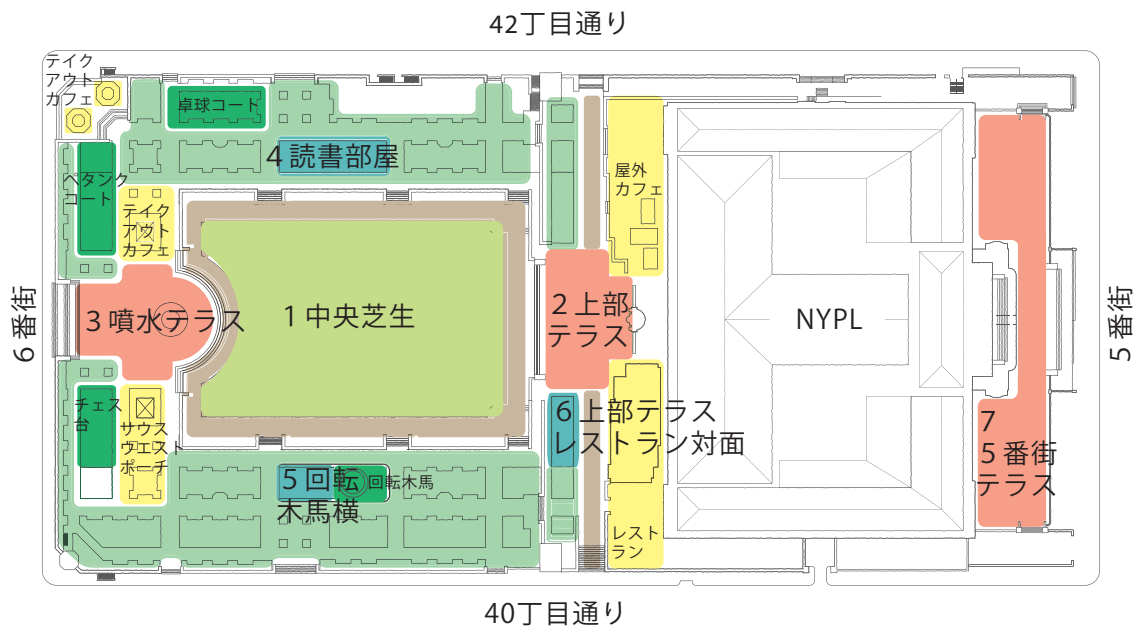 42丁目通り
テイク
アウト
カフェ
卓球コート
4 読書部屋
ペタンク
コート
テイク
アウト
カフェ
屋外
カフェ
6番街
3 噴水テラス
1 中央芝生
2 上部
テラス
NYPL
5番街
チェス
台
サウス
ウエスト
ポーチ
6 上部テラス
レストラン対面
7
5番街
テラス
5 回転
木馬横
回転木馬
レスト
ラン
40丁目通り